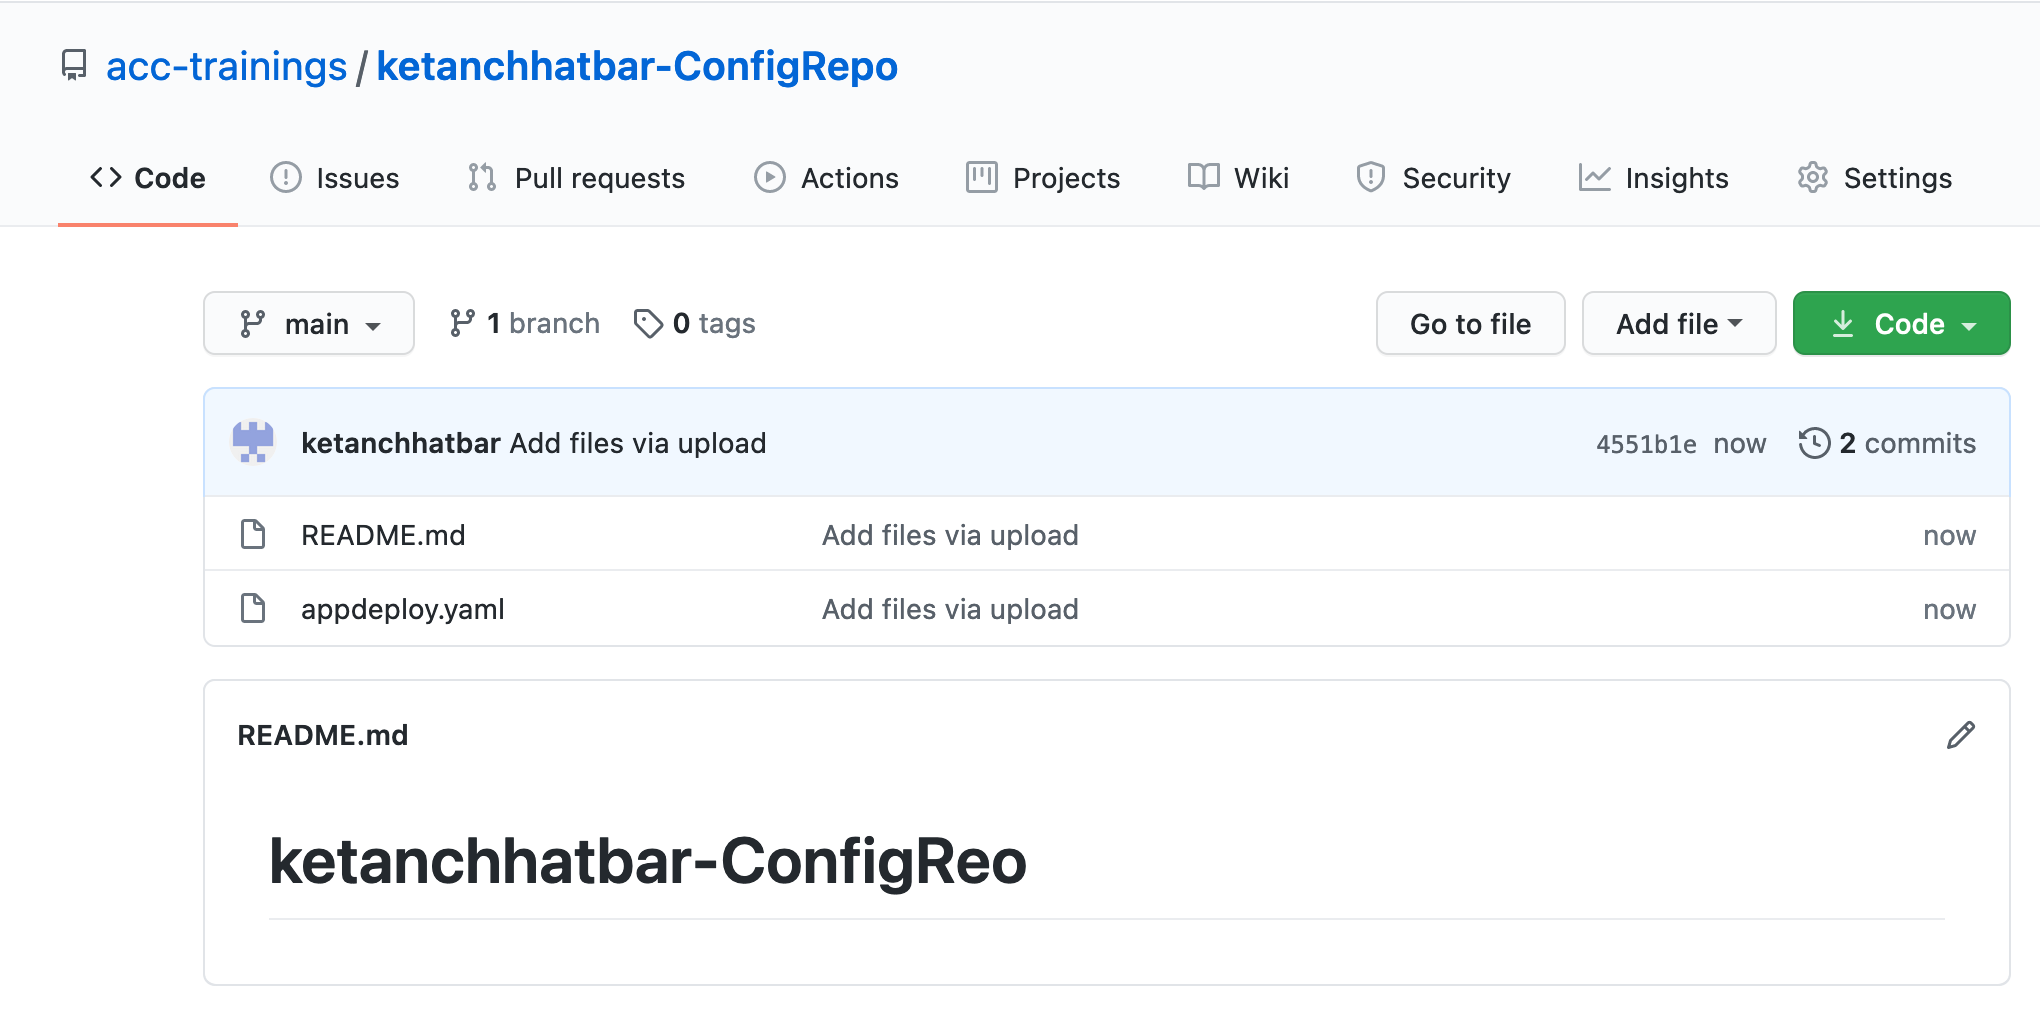 acc-trainings / ketanchhatbar-ConfigRepo
Code Issues Pull requests Actions Projects Wiki Security Insights Settings
main 1 branch 0 tags Go to file Add file Code
ketanchhatbar Add files via upload 4551b1e now 2 commits
README.md Add files via upload now
appdeploy.yaml Add files via upload now
README.md
ketanchhatbar-ConfigReo